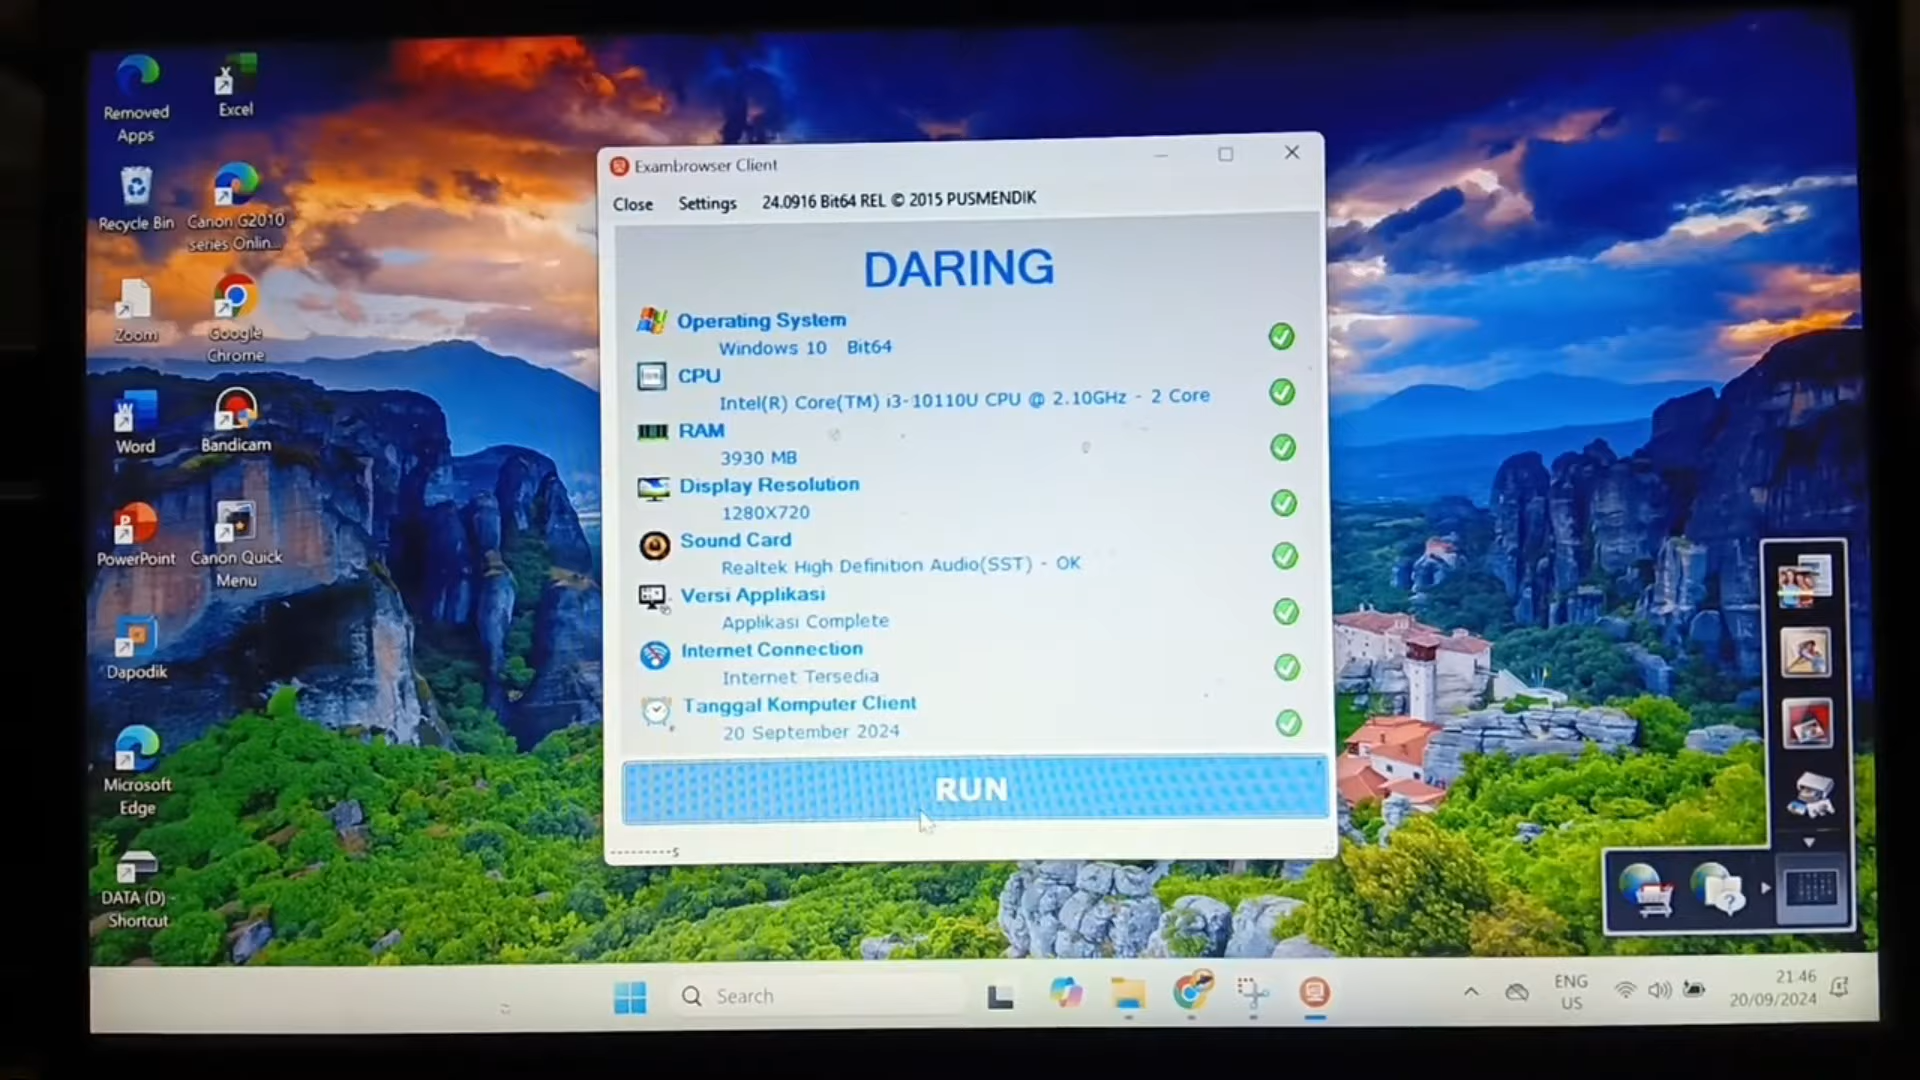 Removed
Apps
Excel
Recycle Bin
Canon G2010
series Onlin...
Zoom
Google
Chrome
Word
Bandicam
PowerPoint
Canon Quick
Menu
Dapodik
Microsoft
Edge
DATA (D) -
Shortcut
Exambrowser Client
Close Settings 24.0916 Bit64 REL © 2015 PUSMENDIK
DARING
Operating System
Windows 10 Bit64
CPU
Intel(R) Core(TM) i3-10110U CPU @ 2.10GHz - 2 Core
RAM
3930 MB
Display Resolution
1280X720
Sound Card
Realtek High Definition Audio(SST) - OK
Versi Applikasi
Applikasi Complete
Internet Connection
Internet Tersedia
Tanggal Komputer Client
20 September 2024
RUN
---------s
Search
ENG
US
21.46
20/09/2024